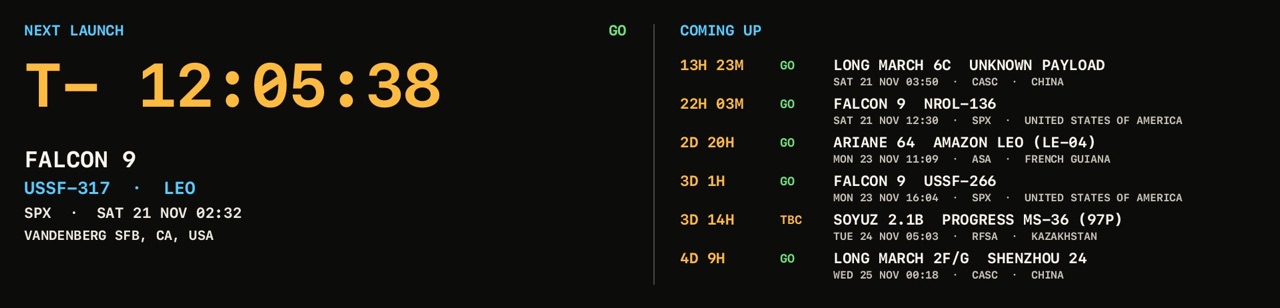 NEXT LAUNCH
GO
T− 12:05:38
FALCON 9
USSF−317 · LEO
SPX · SAT 21 NOV 02:32
VANDENBERG SFB, CA, USA
COMING UP
13H 23M GO LONG MARCH 6C UNKNOWN PAYLOAD
SAT 21 NOV 03:50 · CASC · CHINA
22H 03M GO FALCON 9 NROL−136
SAT 21 NOV 12:30 · SPX · UNITED STATES OF AMERICA
2D 20H GO ARIANE 64 AMAZON LEO (LE−04)
MON 23 NOV 11:09 · ASA · FRENCH GUIANA
3D 1H GO FALCON 9 USSF−266
MON 23 NOV 16:04 · SPX · UNITED STATES OF AMERICA
3D 14H TBC SOYUZ 2.1B PROGRESS MS−36 (97P)
TUE 24 NOV 05:03 · RFSA · KAZAKHSTAN
4D 9H GO LONG MARCH 2F/G SHENZHOU 24
WED 25 NOV 00:18 · CASC · CHINA